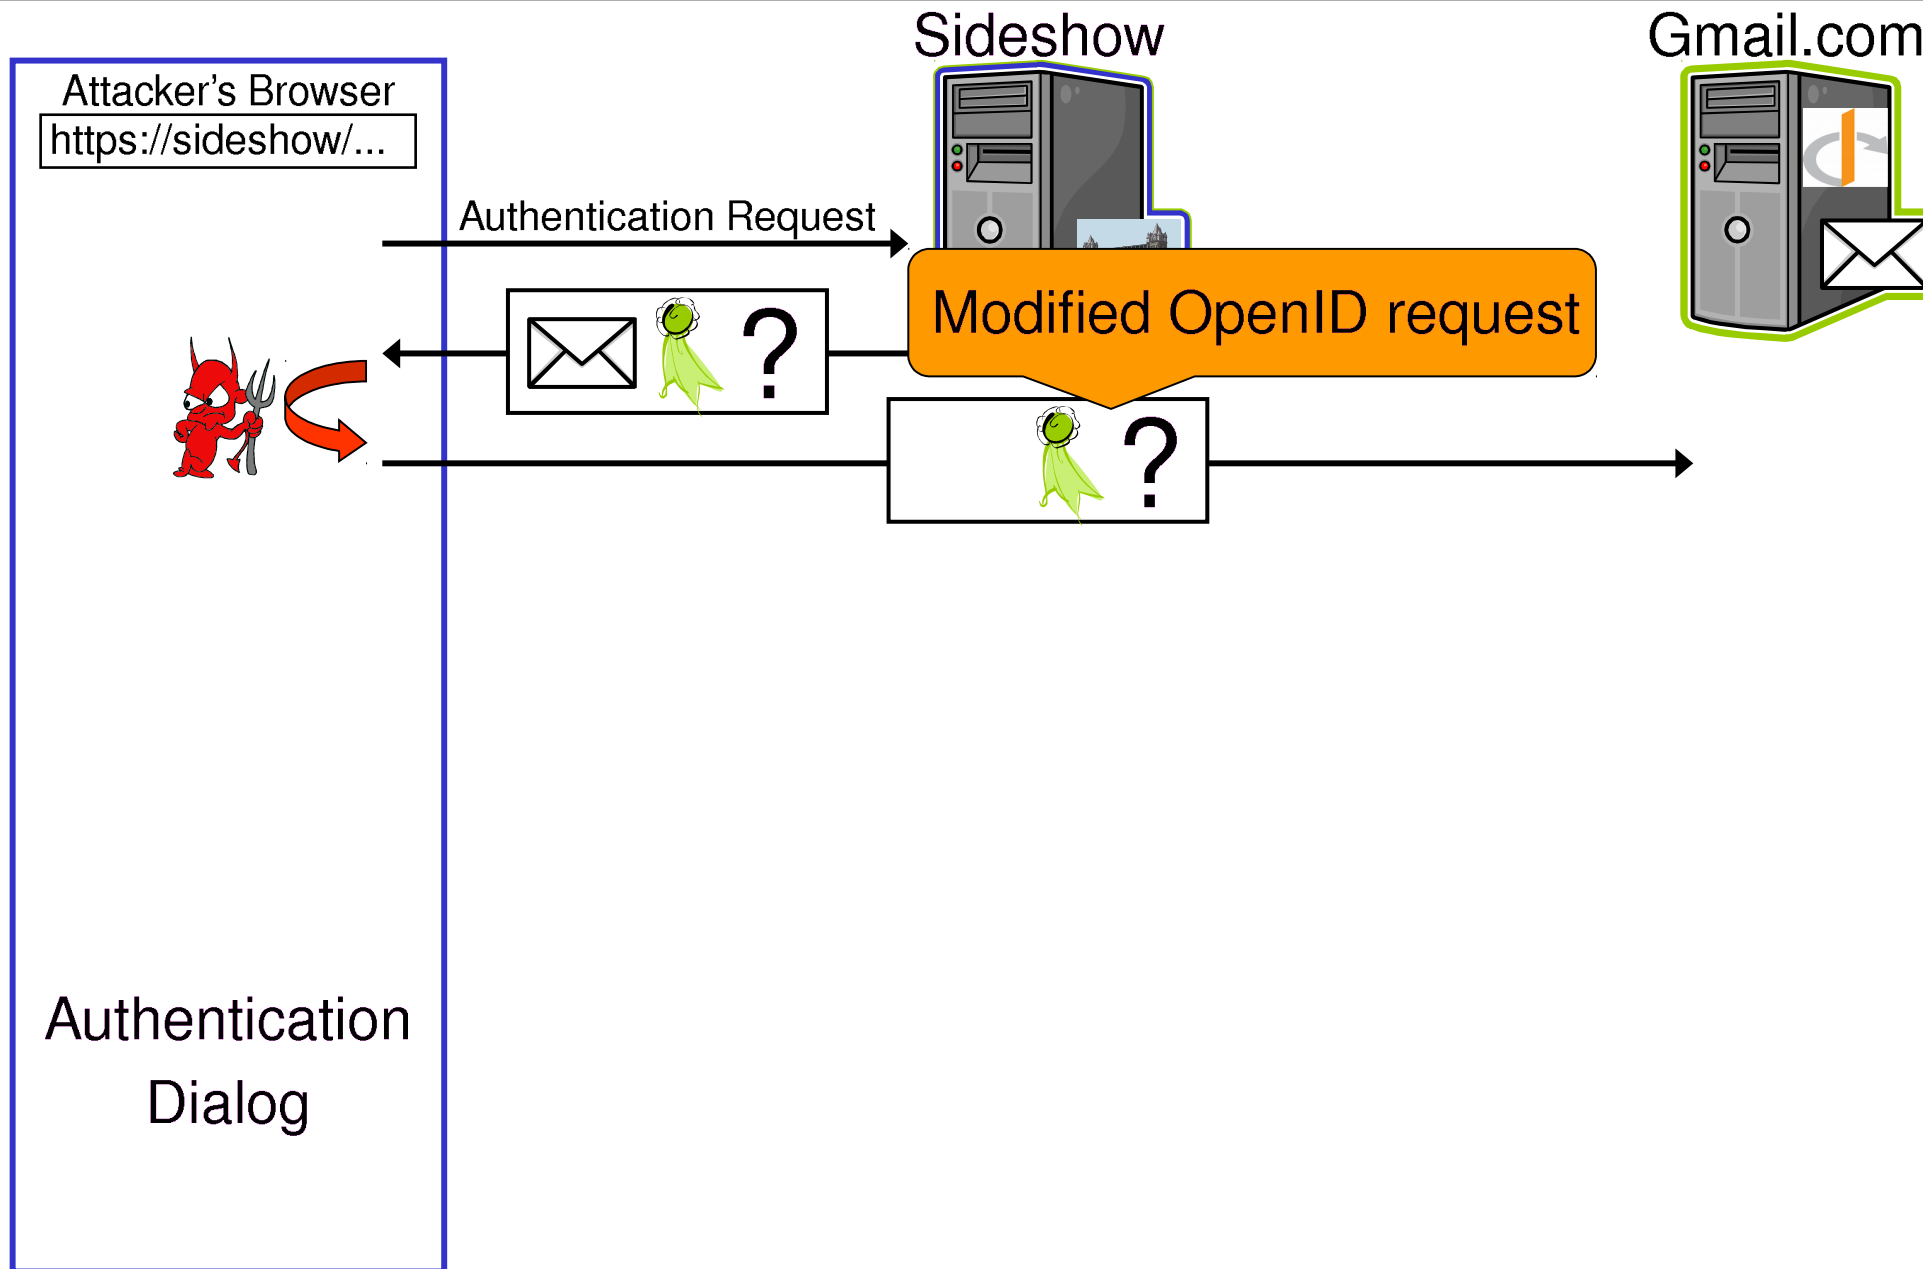 Sideshow
Gmail.com
Attacker's Browser
https://sideshow/...
Authentication Request
Modified OpenID request
?
?
Authentication
Dialog